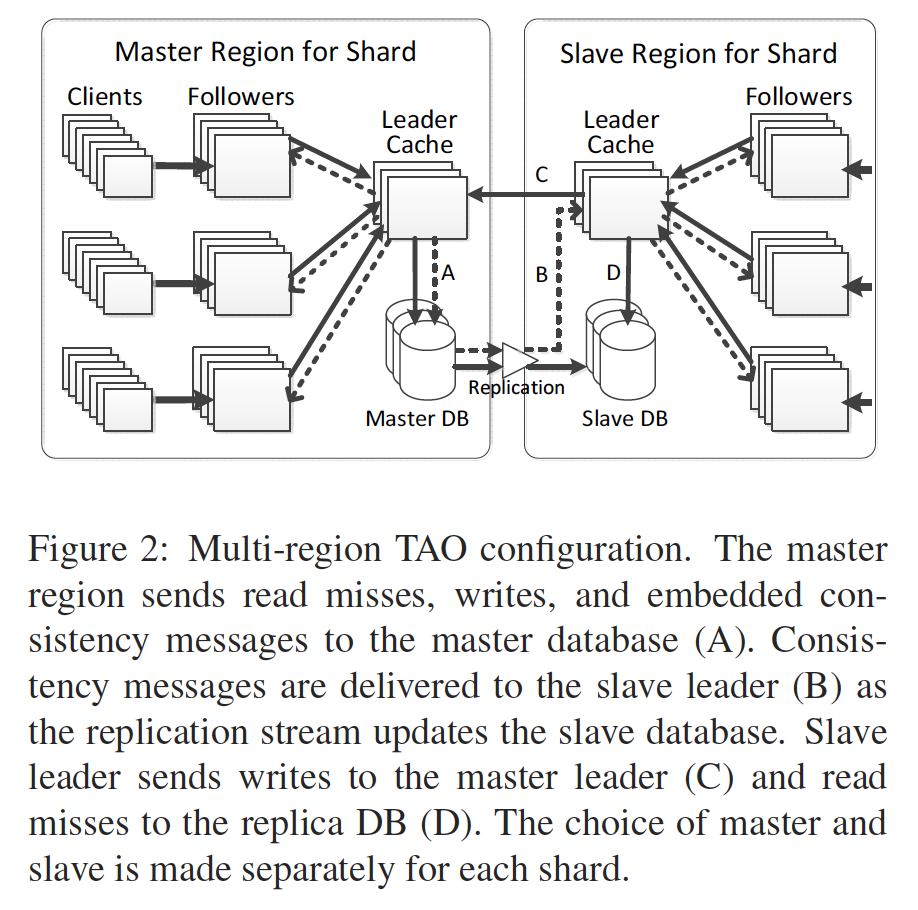 Master Region for Shard
Slave Region for Shard
Clients
Followers
Leader
Cache
Leader
Cache
Followers
C
A
B
D
Replication
Master DB
Slave DB
Figure 2: Multi-region TAO configuration. The master
region sends read misses, writes, and embedded con-
sistency messages to the master database (A). Consis-
tency messages are delivered to the slave leader (B) as
the replication stream updates the slave database. Slave
leader sends writes to the master leader (C) and read
misses to the replica DB (D). The choice of master and
slave is made separately for each shard.